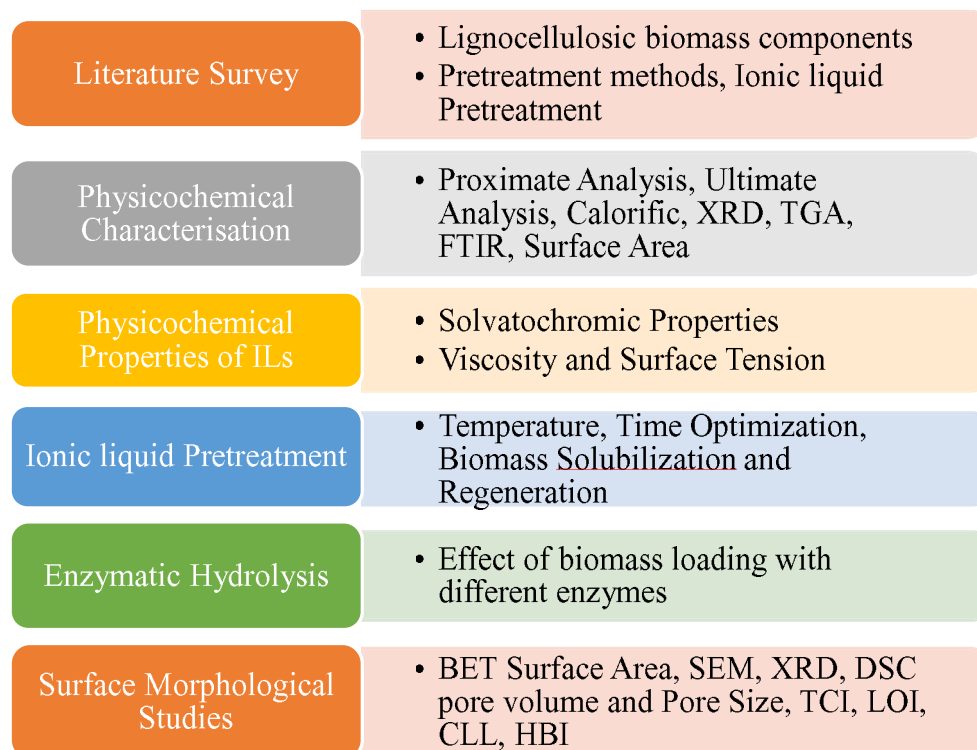 Literature Survey
• Lignocellulosic biomass components
• Pretreatment methods, Ionic liquid
Pretreatment
Physicochemical
Characterisation
• Proximate Analysis, Ultimate
Analysis, Calorific, XRD, TGA,
FTIR, Surface Area
Physicochemical
Properties of ILs
• Solvatochromic Properties
• Viscosity and Surface Tension
Ionic liquid Pretreatment
• Temperature, Time Optimization,
Biomass Solubilization and
Regeneration
Enzymatic Hydrolysis
• Effect of biomass loading with
different enzymes
Surface Morphological
Studies
• BET Surface Area, SEM, XRD, DSC
pore volume and Pore Size, TCI, LOI,
CLL, HBI